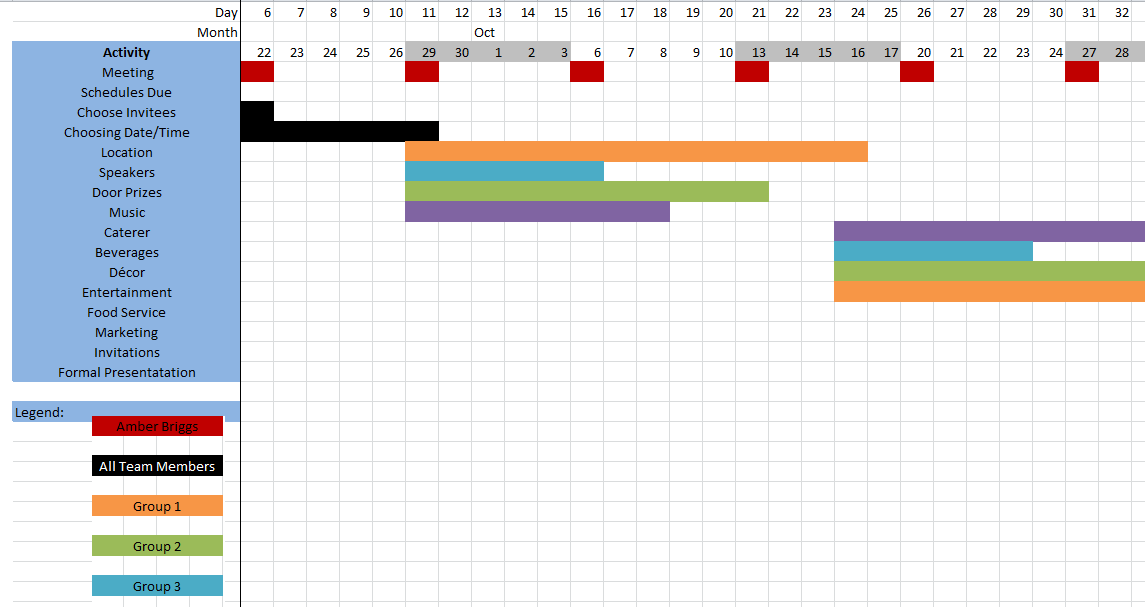 Day 6 7 8 9 10 11 12 13 14 15 16 17 18 19 20 21 22 23 24 25 26 27 28 29 30 31 32
Month Oct
Activity 22 23 24 25 26 29 30 1 2 3 6 7 8 9 10 13 14 15 16 17 20 21 22 23 24 27 28
Meeting
Schedules Due
Choose Invitees
Choosing Date/Time
Location
Speakers
Door Prizes
Music
Caterer
Beverages
Décor
Entertainment
Food Service
Marketing
Invitations
Formal Presentatation
Legend:
Amber Briggs
All Team Members
Group 1
Group 2
Group 3